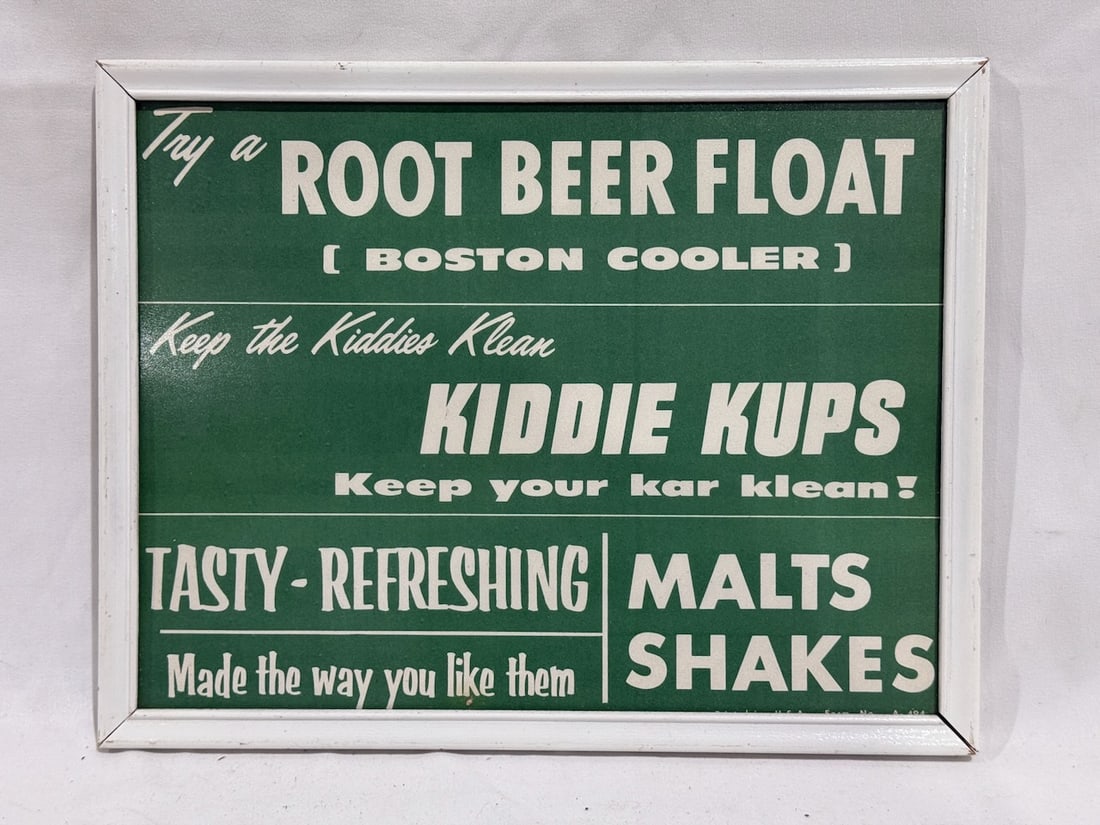 Try a ROOT BEER FLOAT
[ BOSTON COOLER ]
Keep the Kiddies Klean
KIDDIE KUPS
Keep your kar klean!
TASTY - REFRESHING
Made the way you like them
MALTS
SHAKES